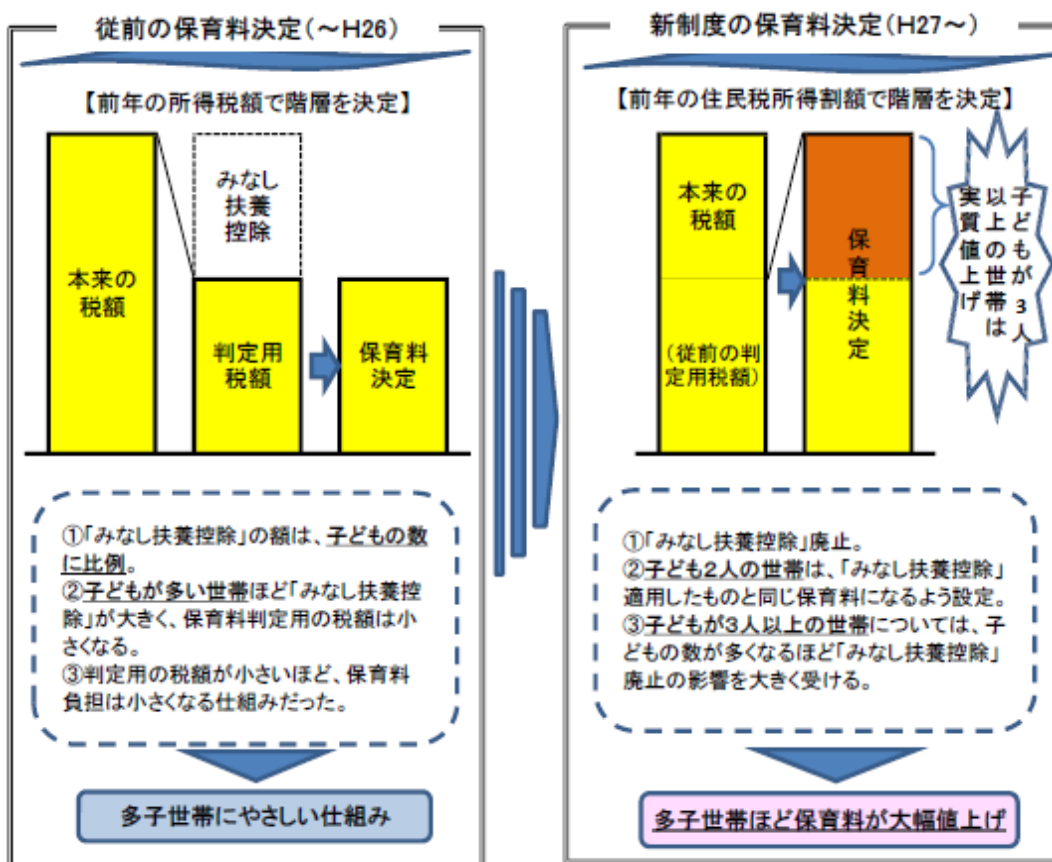 従前の保育料決定(～H26)
【前年の所得税額で階層を決定】
本来の
税額
みなし
扶養
控除
判定用
税額
保育料
決定
①「みなし扶養控除」の額は、子どもの数
に比例。
②子どもが多い世帯ほど「みなし扶養控
除」が大きく、保育料判定用の税額は小
さくなる。
③判定用の税額が小さいほど、保育料
負担は小さくなる仕組みだった。
多子世帯にやさしい仕組み
新制度の保育料決定(H27～)
【前年の住民税所得割額で階層を決定】
本来の
税額
(従前の判
定用税額)
保育料決定
子どもが3人
以上の世帯は
実質値上げ
①「みなし扶養控除」廃止。
②子ども2人の世帯は、「みなし扶養控除」
適用したものと同じ保育料になるよう設定。
③子どもが3人以上の世帯については、子
どもの数が多くなるほど「みなし扶養控除」
廃止の影響を大きく受ける。
多子世帯ほど保育料が大幅値上げ